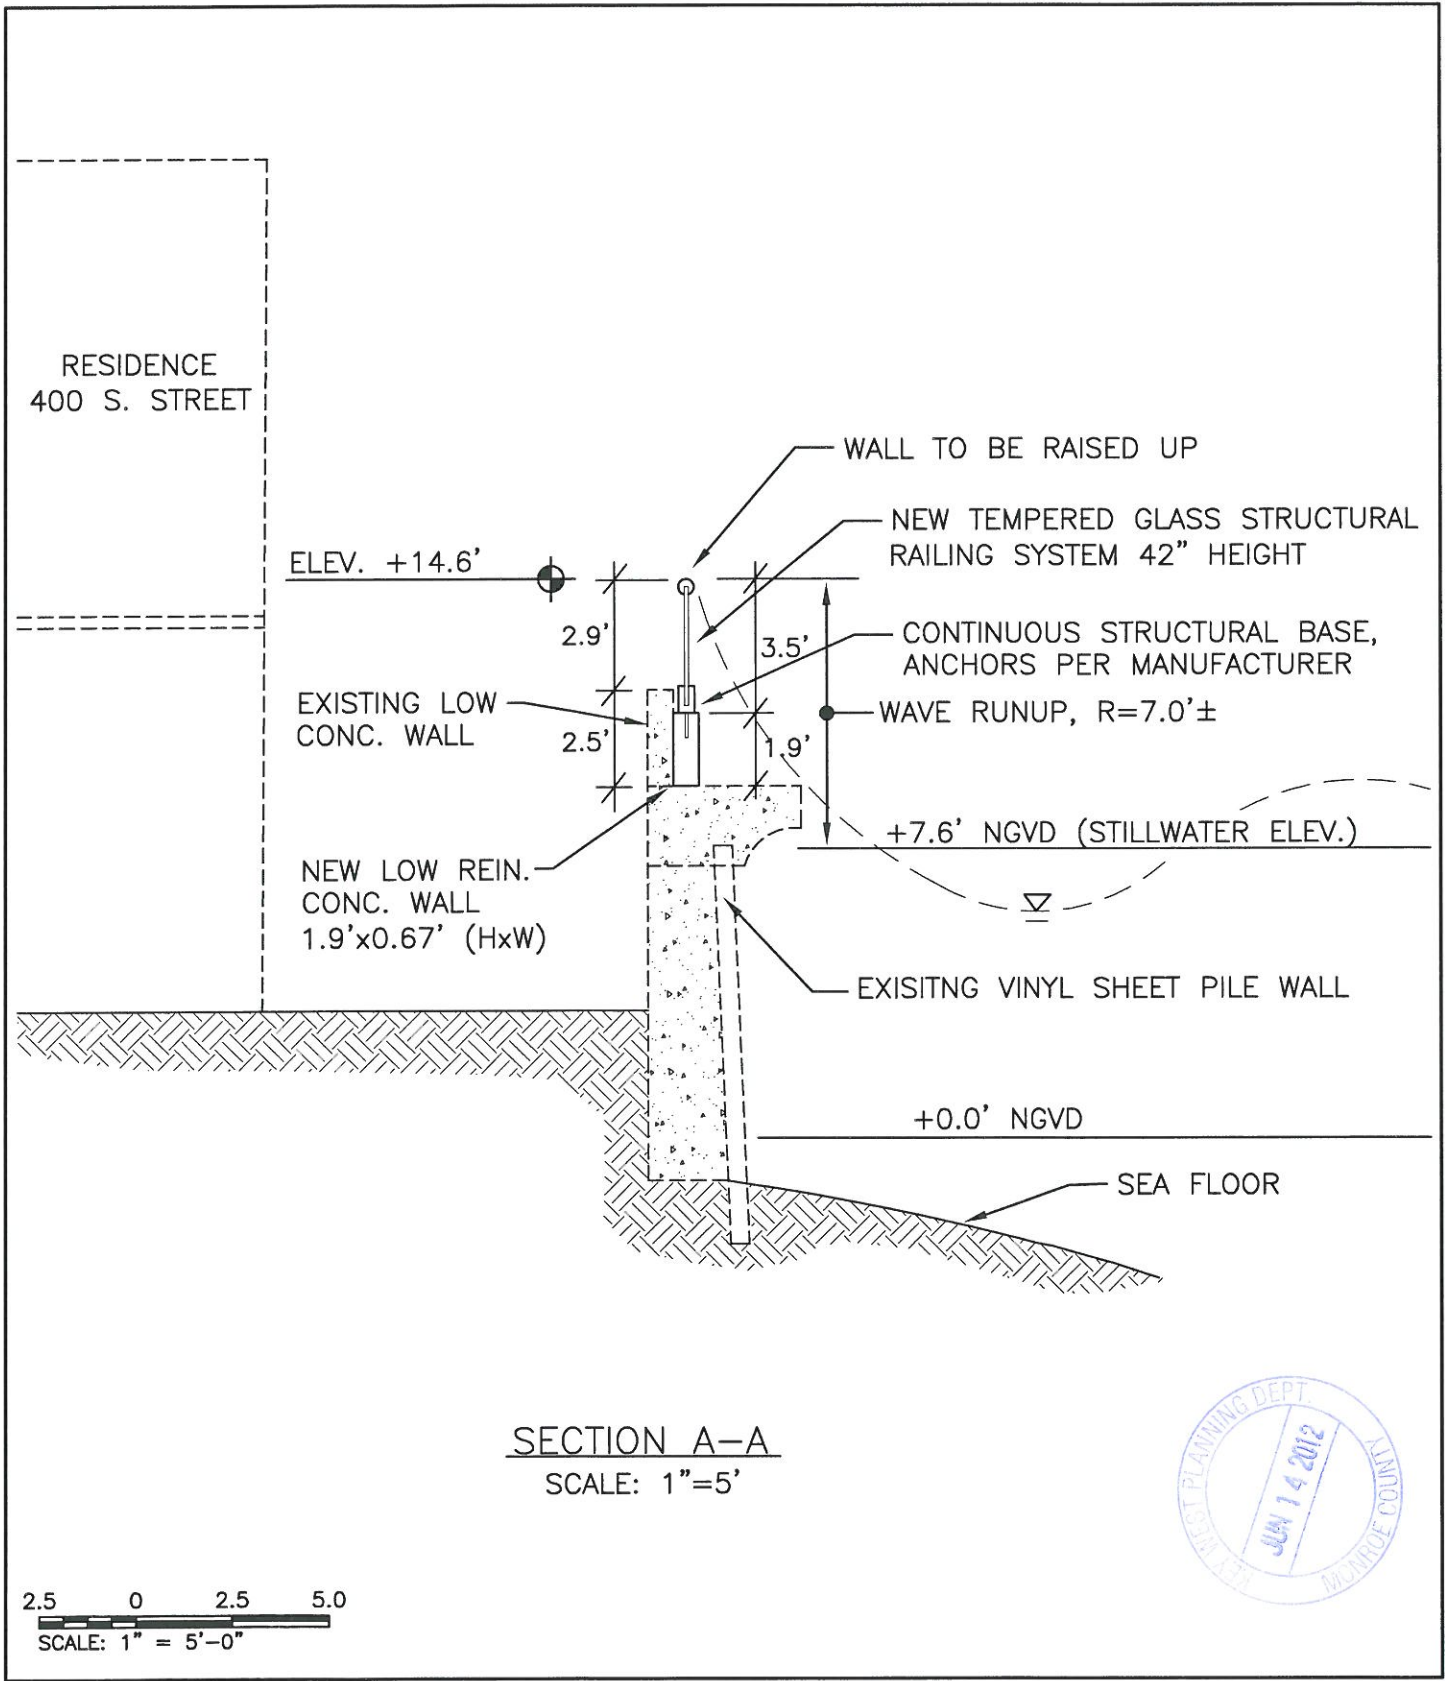 RESIDENCE
400 S. STREET
WALL TO BE RAISED UP
NEW TEMPERED GLASS STRUCTURAL
RAILING SYSTEM 42" HEIGHT
ELEV. +14.6'
2.9'
3.5'
CONTINUOUS STRUCTURAL BASE,
ANCHORS PER MANUFACTURER
EXISTING LOW
CONC. WALL
WAVE RUNUP, R=7.0'±
2.5'
1.9'
+7.6' NGVD (STILLWATER ELEV.)
NEW LOW REIN.
CONC. WALL
1.9'x0.67' (HxW)
EXISITNG VINYL SHEET PILE WALL
+0.0' NGVD
SEA FLOOR
SECTION A-A
SCALE: 1"=5'
KEY WEST PLANNING DEPT.
JUN 14 2012
MONROE COUNTY
2.5 0 2.5 5.0
SCALE: 1" = 5'-0"